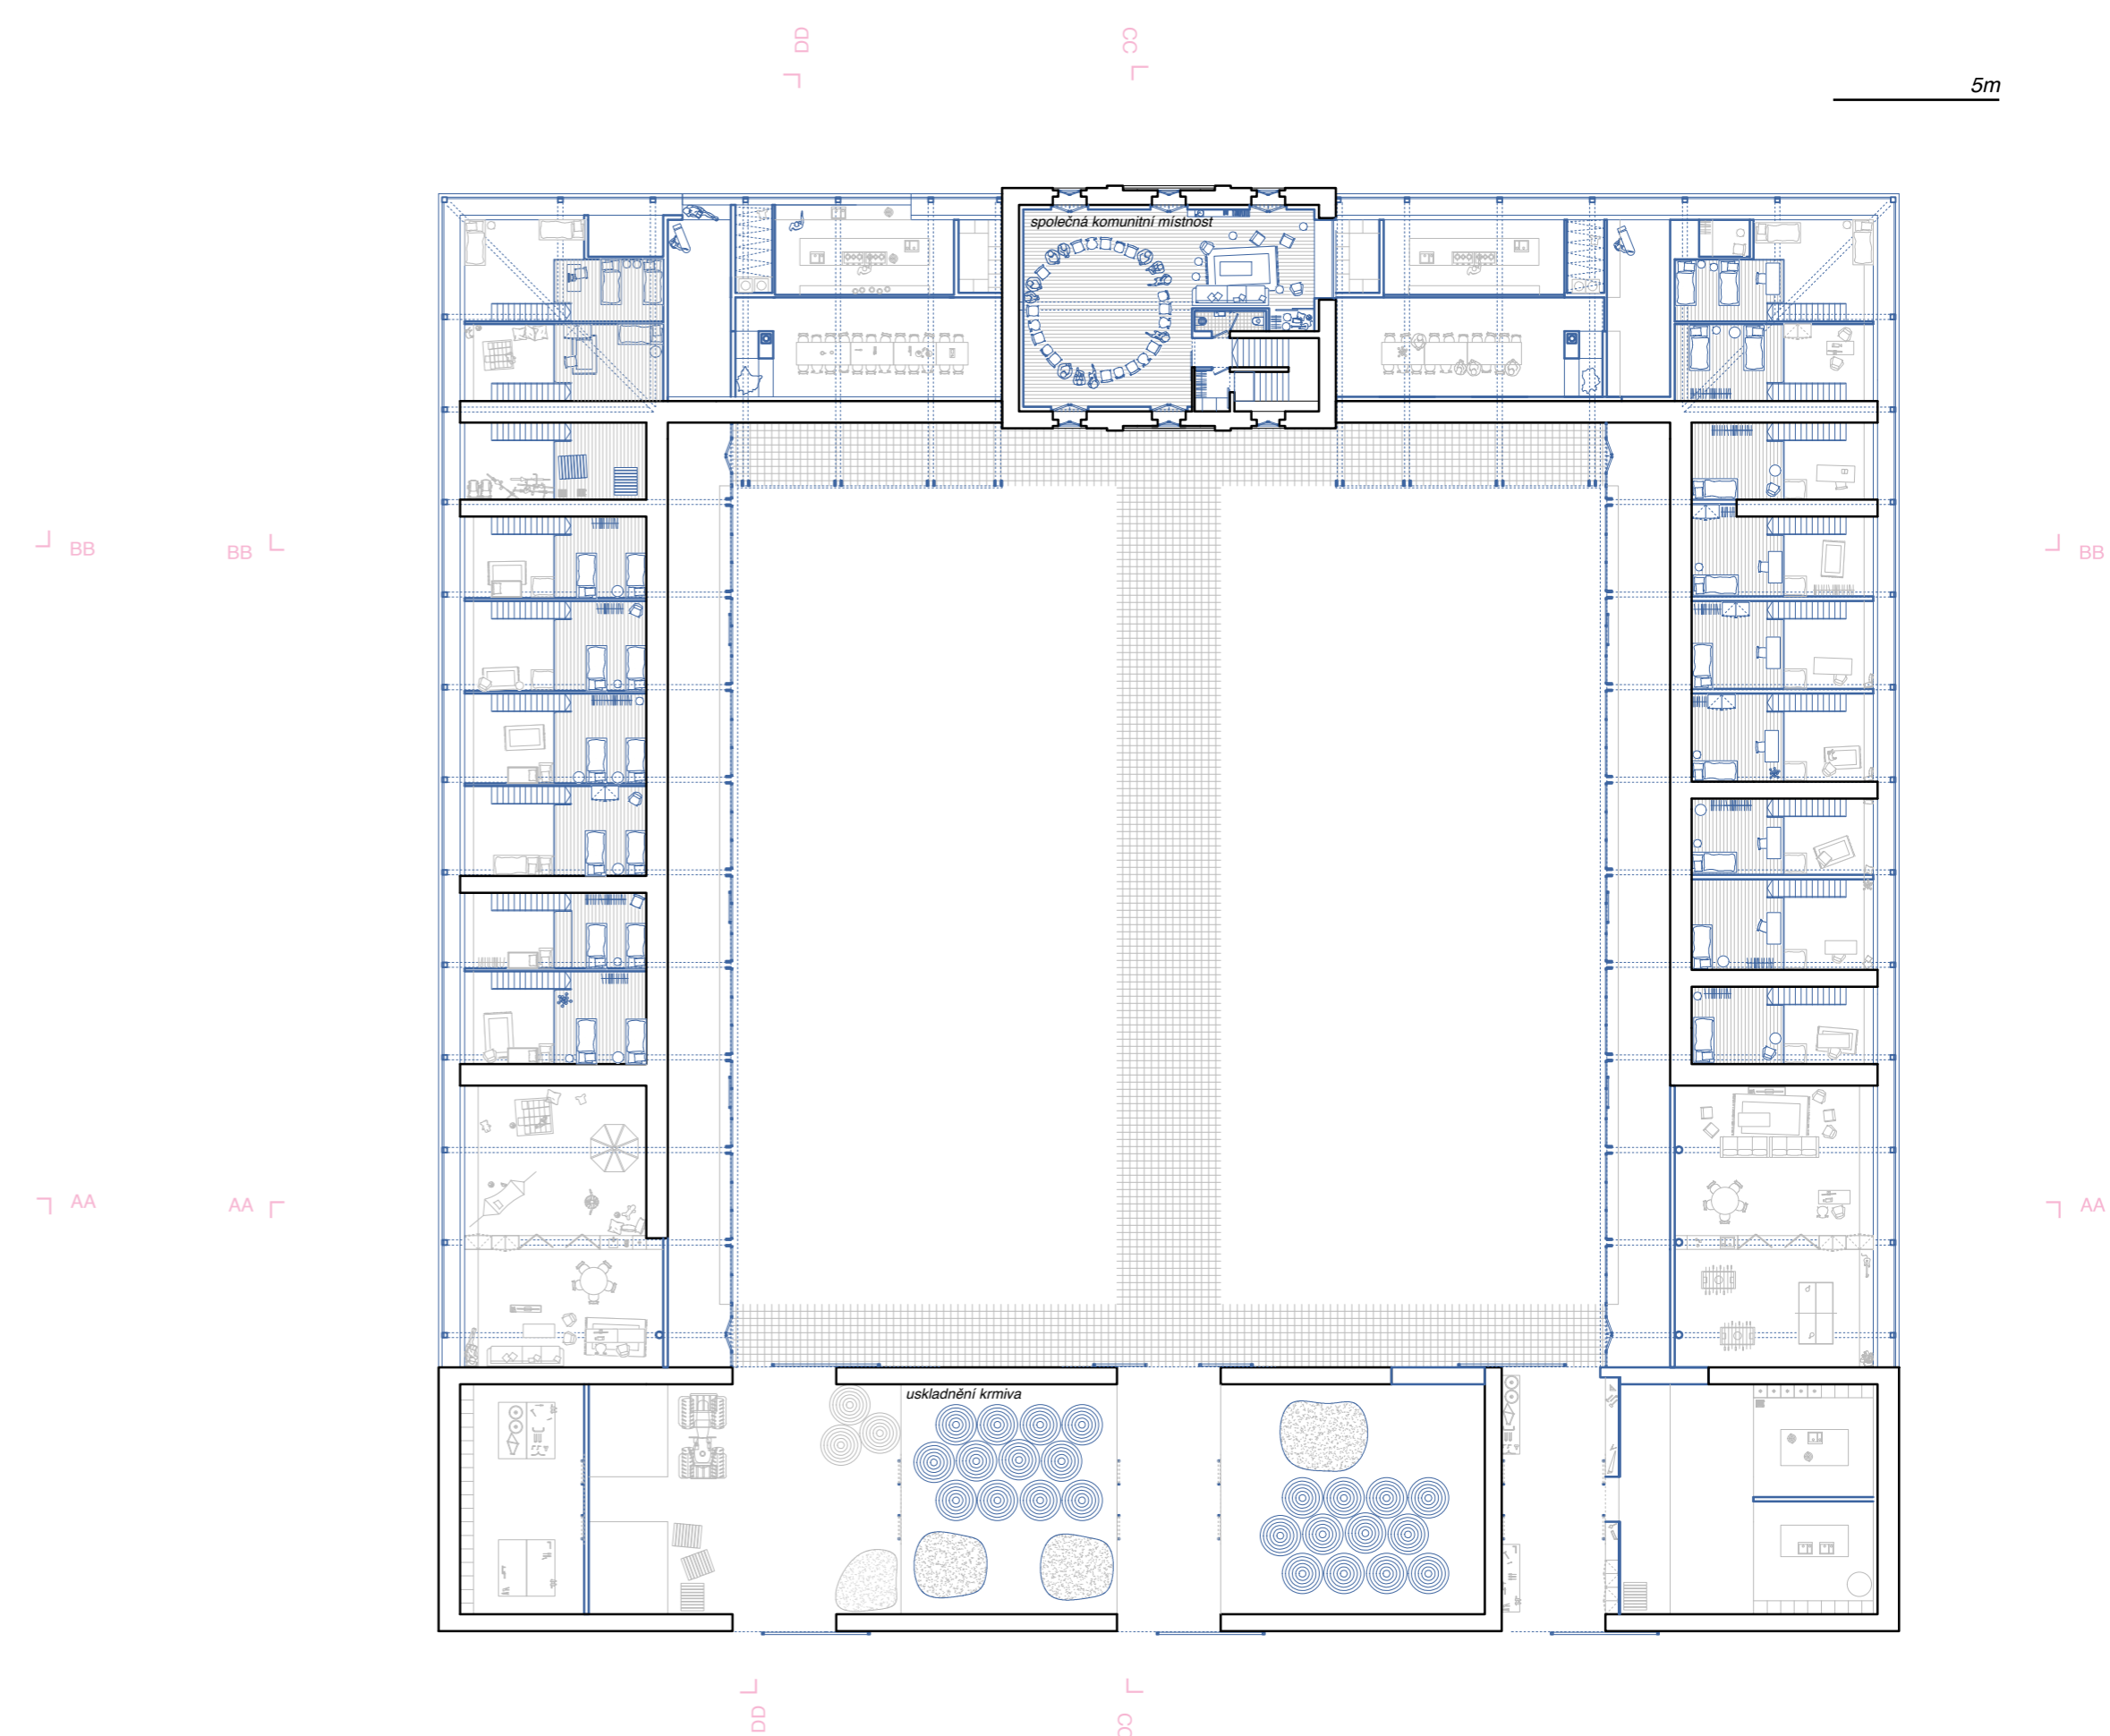 DD
CC
5m
společná komunitní místnost
BB
BB
BB
AA
AA
AA
uskladnění krmiva
DD
CC